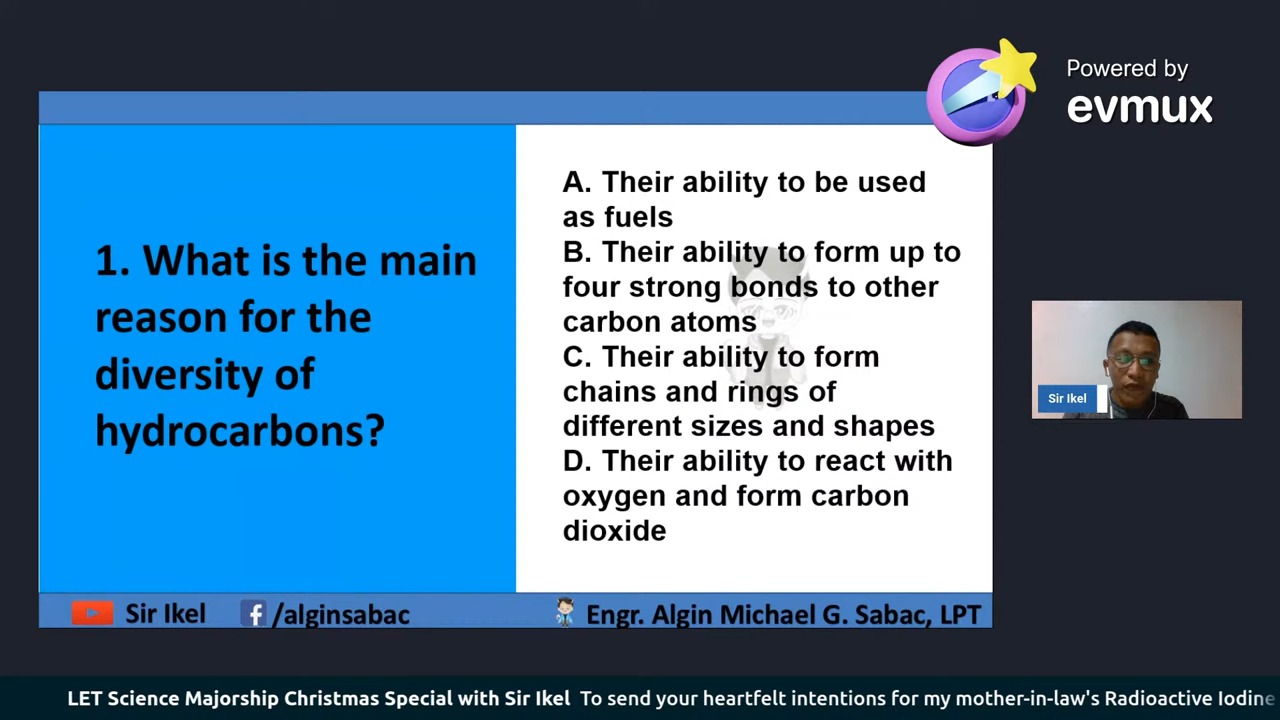 Powered by
evmux
1. What is the main
reason for the
diversity of
hydrocarbons?
A. Their ability to be used
as fuels
B. Their ability to form up to
four strong bonds to other
carbon atoms
C. Their ability to form
chains and rings of
different sizes and shapes
D. Their ability to react with
oxygen and form carbon
dioxide
Sir Ikel
Sir Ikel
/alginsabac
Engr. Algin Michael G. Sabac, LPT
LET Science Majorship Christmas Special with Sir Ikel To send your heartfelt intentions for my mother-in-law's Radioactive Iodine